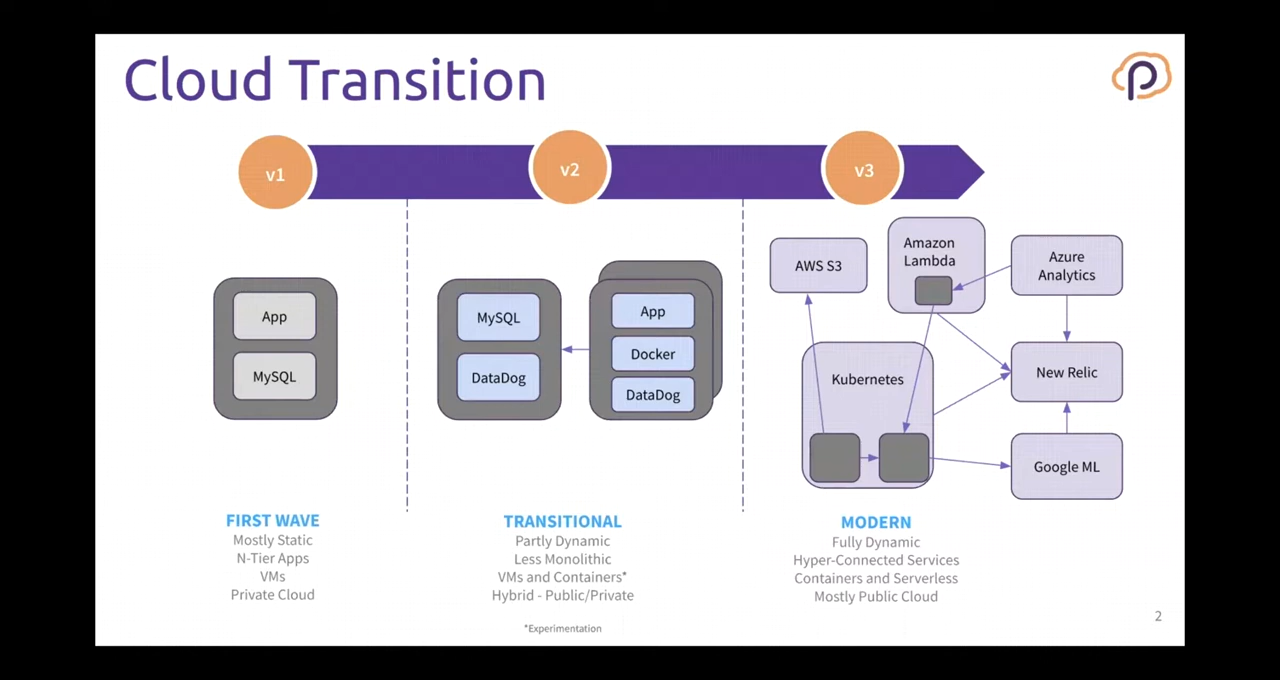 Cloud Transition
p
v1
v2
v3
App
MySQL
MySQL
DataDog
App
Docker
DataDog
AWS S3
Amazon
Lambda
Azure
Analytics
Kubernetes
New Relic
Google ML
FIRST WAVE
Mostly Static
N-Tier Apps
VMs
Private Cloud
TRANSITIONAL
Partly Dynamic
Less Monolithic
VMs and Containers*
Hybrid - Public/Private
*Experimentation
MODERN
Fully Dynamic
Hyper-Connected Services
Containers and Serverless
Mostly Public Cloud
2